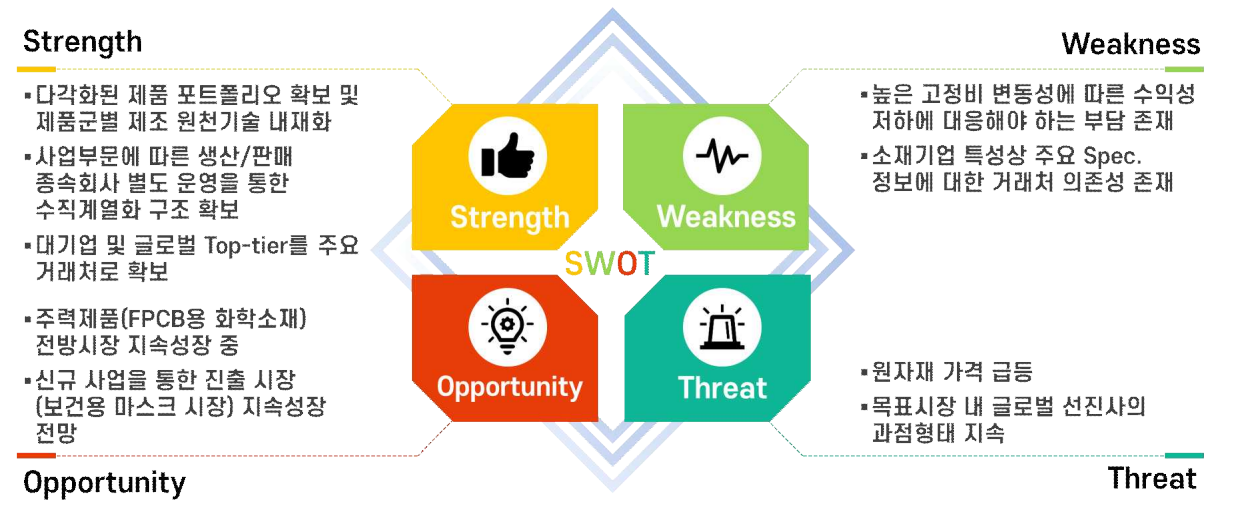 Strength
▪다각화된 제품 포트폴리오 확보 및
제품군별 제조 원천기술 내재화
▪사업부문에 따른 생산/판매
종속회사 별도 운영을 통한
수직계열화 구조 확보
▪대기업 및 글로벌 Top-tier를 주요
거래처로 확보
▪주력제품(FPCB용 화학소재)
전방시장 지속성장 중
▪신규 사업을 통한 진출 시장
(보건용 마스크 시장) 지속성장
전망
Opportunity
Strength
Weakness
SWOT
Opportunity
Threat
Weakness
▪높은 고정비 변동성에 따른 수익성
저하에 대응해야 하는 부담 존재
▪소재기업 특성상 주요 Spec.
정보에 대한 거래처 의존성 존재
▪원자재 가격 급등
▪목표시장 내 글로벌 선진사의
과점형태 지속
Threat